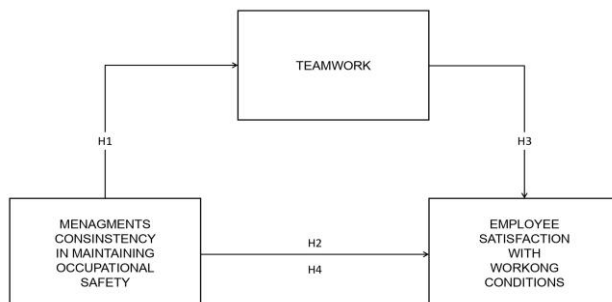 TEAMWORK
H1
H3
MENAGMENTS
CONSINSTENCY
IN MAINTAINING
OCCUPATIONAL
SAFETY
H2
H4
EMPLOYEE
SATISFACTION
WITH
WORKONG
CONDITIONS